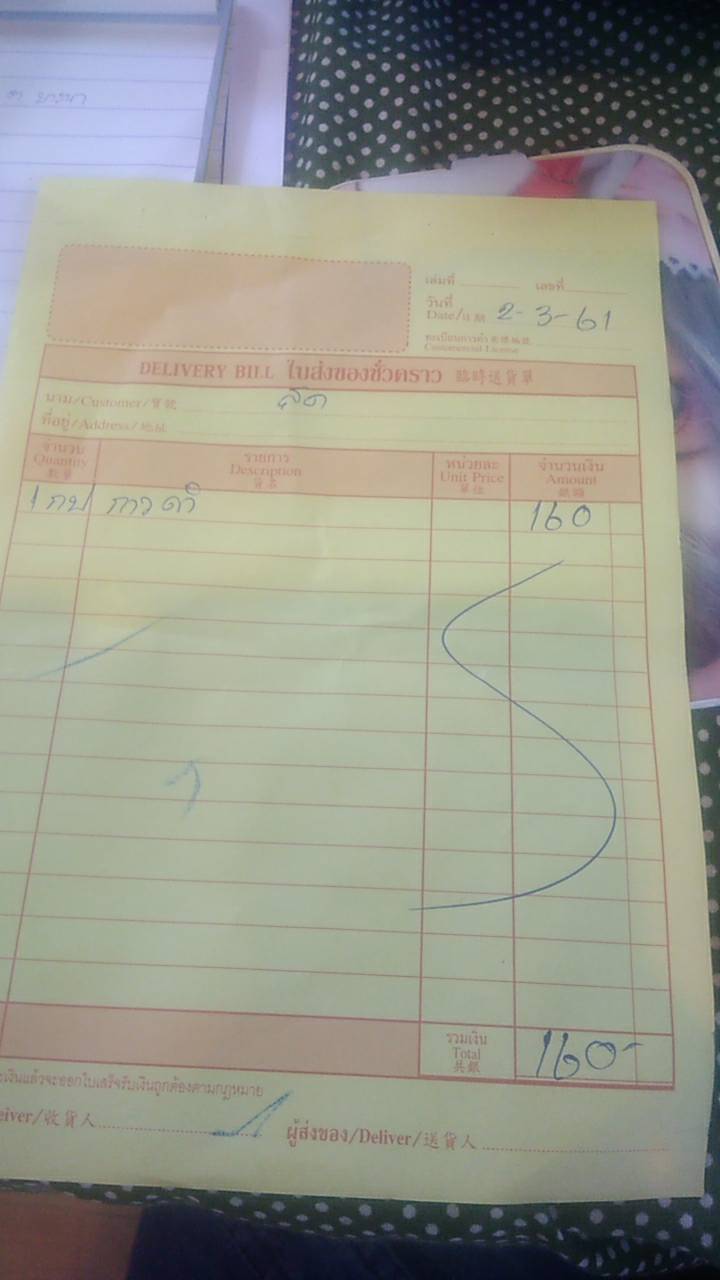 เล่มที่ เลขที่
วันที่
Date/日期 2-3-61
ทะเบียนการค้า
Commercial License
DELIVERY BILL ใบส่งของชั่วคราว 臨時送貨單
นาม/Customer/寶號 สด
ที่อยู่/Address/地址
จำนวน รายการ หน่วยละ จำนวนเงิน
Quantity Description Unit Price Amount
數量 貨名 單位 銀碼
1 กป กาวดำ 160
รวมเงิน
Total
共銀
160-
เงินแล้วจะออกใบเสร็จรับเงินถูกต้องตามกฎหมาย
eiver/收貨人 ผู้ส่งของ/Deliver/送貨人